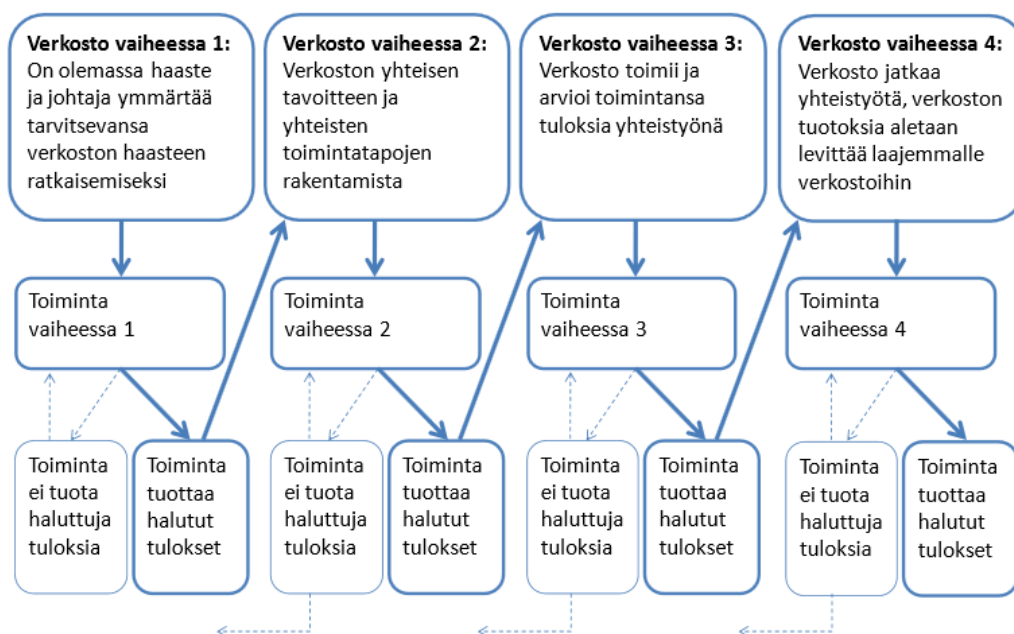 Verkosto vaiheessa 1:
On olemassa haaste
ja johtaja ymmärtää
tarvitsevansa
verkoston haasteen
ratkaisemiseksi
Verkosto vaiheessa 2:
Verkoston yhteisen
tavoitteen ja
yhteisten
toimintatapojen
rakentamista
Verkosto vaiheessa 3:
Verkosto toimii ja
arvioi toimintansa
tuloksia yhteistyönä
Verkosto vaiheessa 4:
Verkosto jatkaa
yhteistyötä, verkoston
tuotoksia aletaan
levittää laajemmalle
verkostoihin
Toiminta
vaiheessa 1
Toiminta
vaiheessa 2
Toiminta
vaiheessa 3
Toiminta
vaiheessa 4
Toiminta
ei tuota
haluttuja
tuloksia
Toiminta
tuottaa
halutut
tulokset
Toiminta
ei tuota
haluttuja
tuloksia
Toiminta
tuottaa
halutut
tulokset
Toiminta
ei tuota
haluttuja
tuloksia
Toiminta
tuottaa
halutut
tulokset
Toiminta
ei tuota
haluttuja
tuloksia
Toiminta
tuottaa
halutut
tulokset